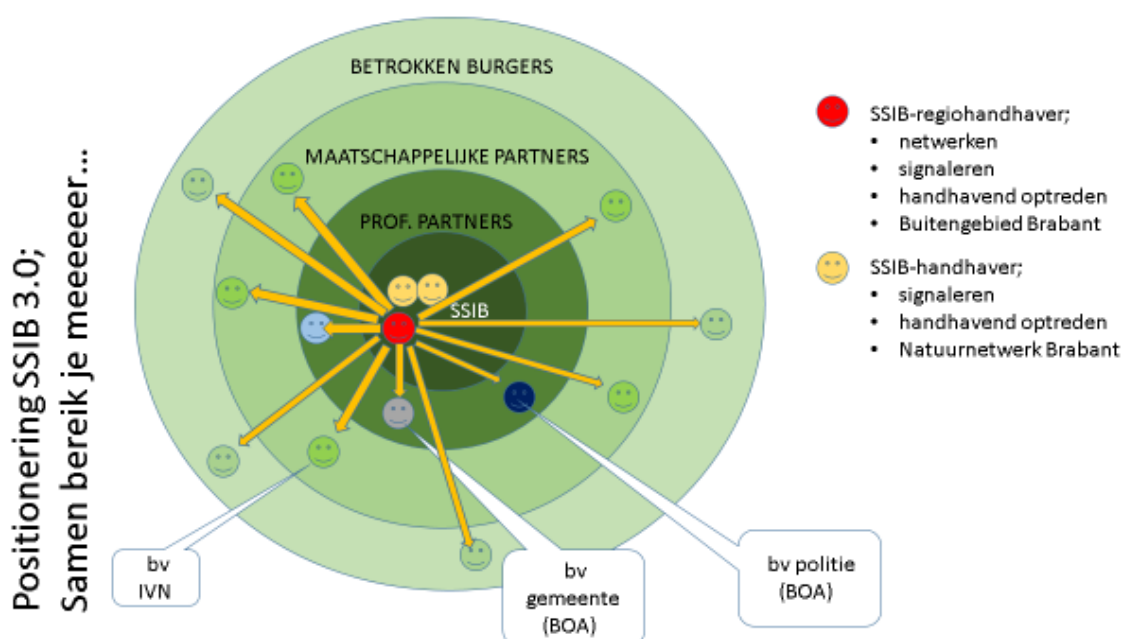 Positionering SSIB 3.0;
Samen bereik je meeeeeer...
BETROKKEN BURGERS
MAATSCHAPPELIJKE PARTNERS
PROF. PARTNERS
SSIB
bv
IVN
bv
gemeente
(BOA)
bv politie
(BOA)
SSIB-regiohandhaver;
• netwerken
• signaleren
• handhavend optreden
• Buitengebied Brabant
SSIB-handhaver;
• signaleren
• handhavend optreden
• Natuurnetwerk Brabant